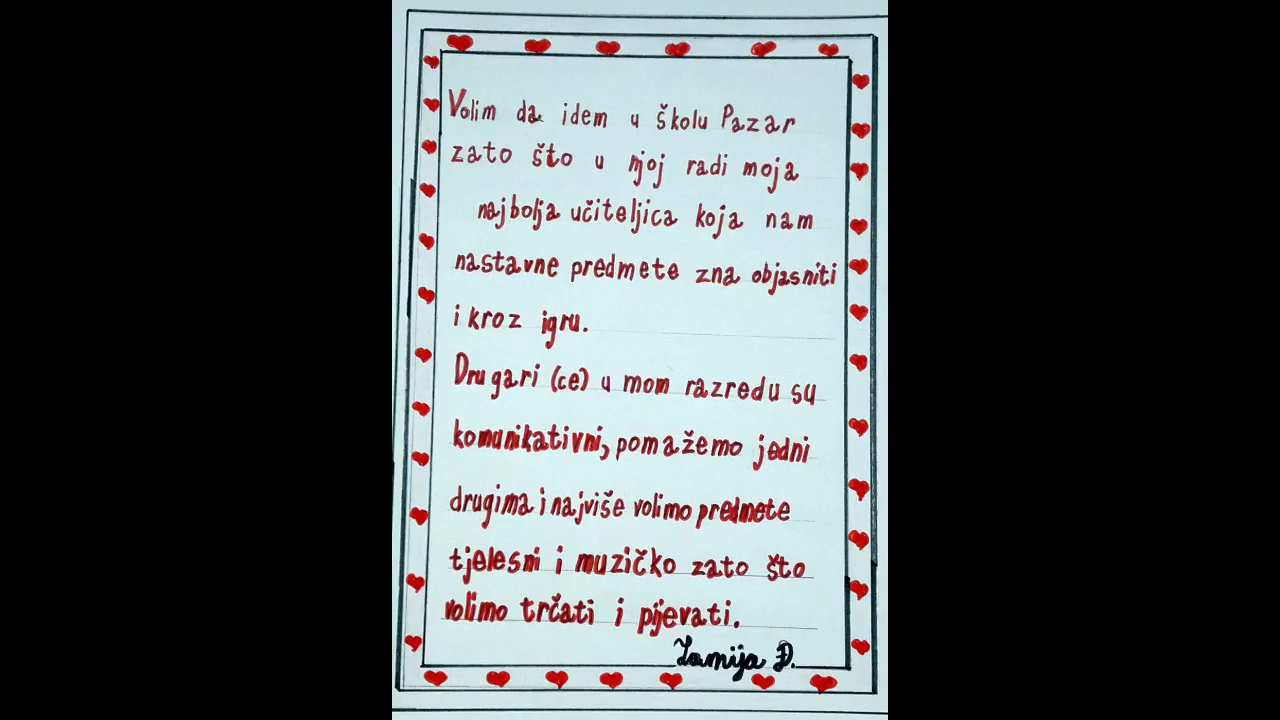 Volim da idem u školu Pazar
zato što u njoj radi moja
najbolja učiteljica koja nam
nastavne predmete zna objasniti
i kroz igru.
Drugari (ce) u mom razredu su
komunikativni, pomažemo jedni
drugima i najviše volimo predmete
tjelesni i muzičko zato što
volimo trčati i pjevati.
Lamija Đ.